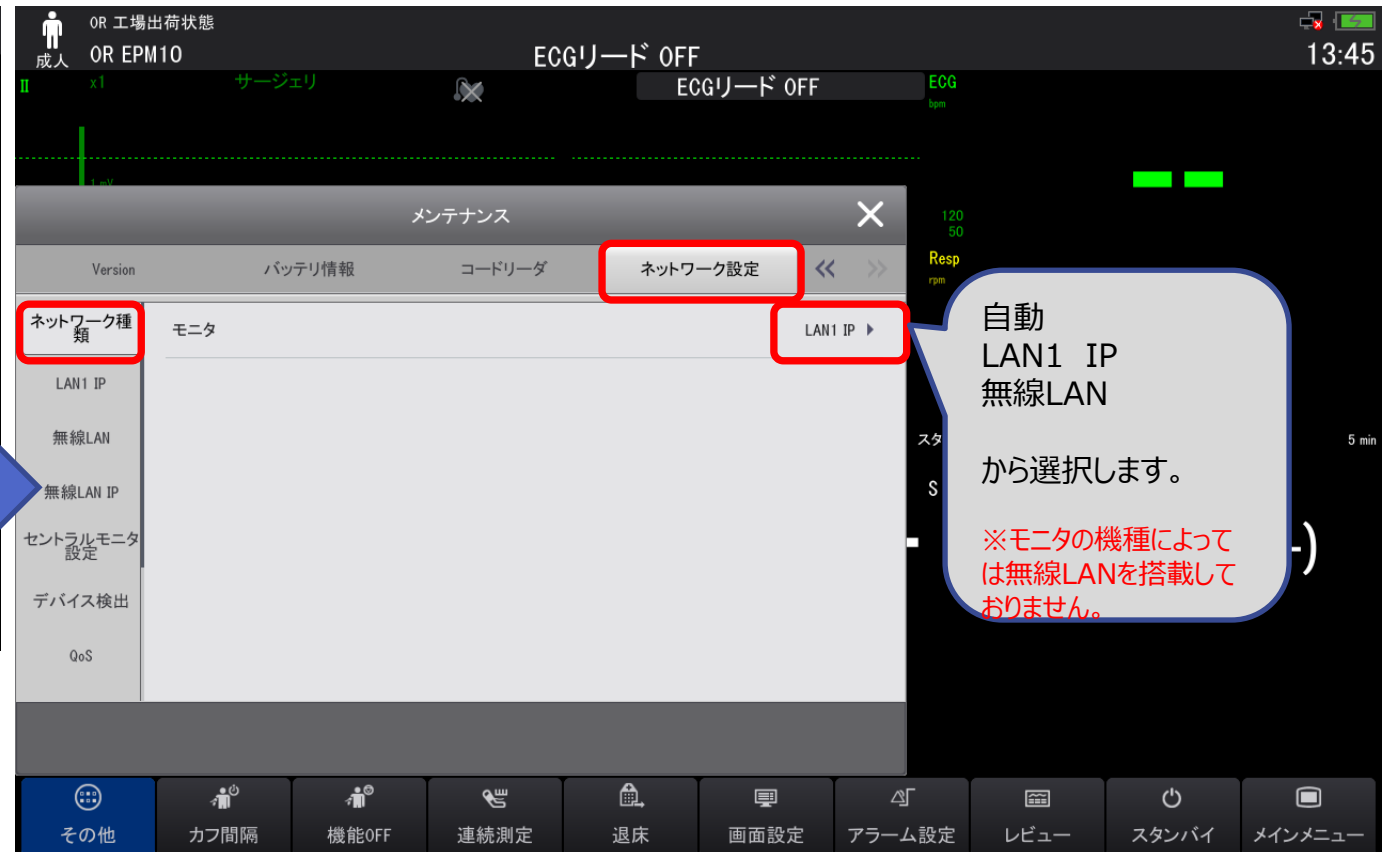 OR 工場出荷状態
成人 OR EPM10 ECGリード OFF 13:45
II x1 サージェリ ECGリード OFF ECG
bpm
1 mV
メンテナンス
120
50
Version バッテリ情報 コードリーダ ネットワーク設定
Resp
rpm
ネットワーク種
類
モニタ LAN1 IP
LAN1 IP
無線LAN
無線LAN IP
セントラルモニタ
設定
デバイス検出
QoS
自動
LAN1 IP
無線LAN
から選択します。
※モニタの機種によって
は無線LANを搭載して
おりません。
スタ 5 min
S
-)
その他 カフ間隔 機能OFF 連続測定 退床 画面設定 アラーム設定 レビュー スタンバイ メインメニュー